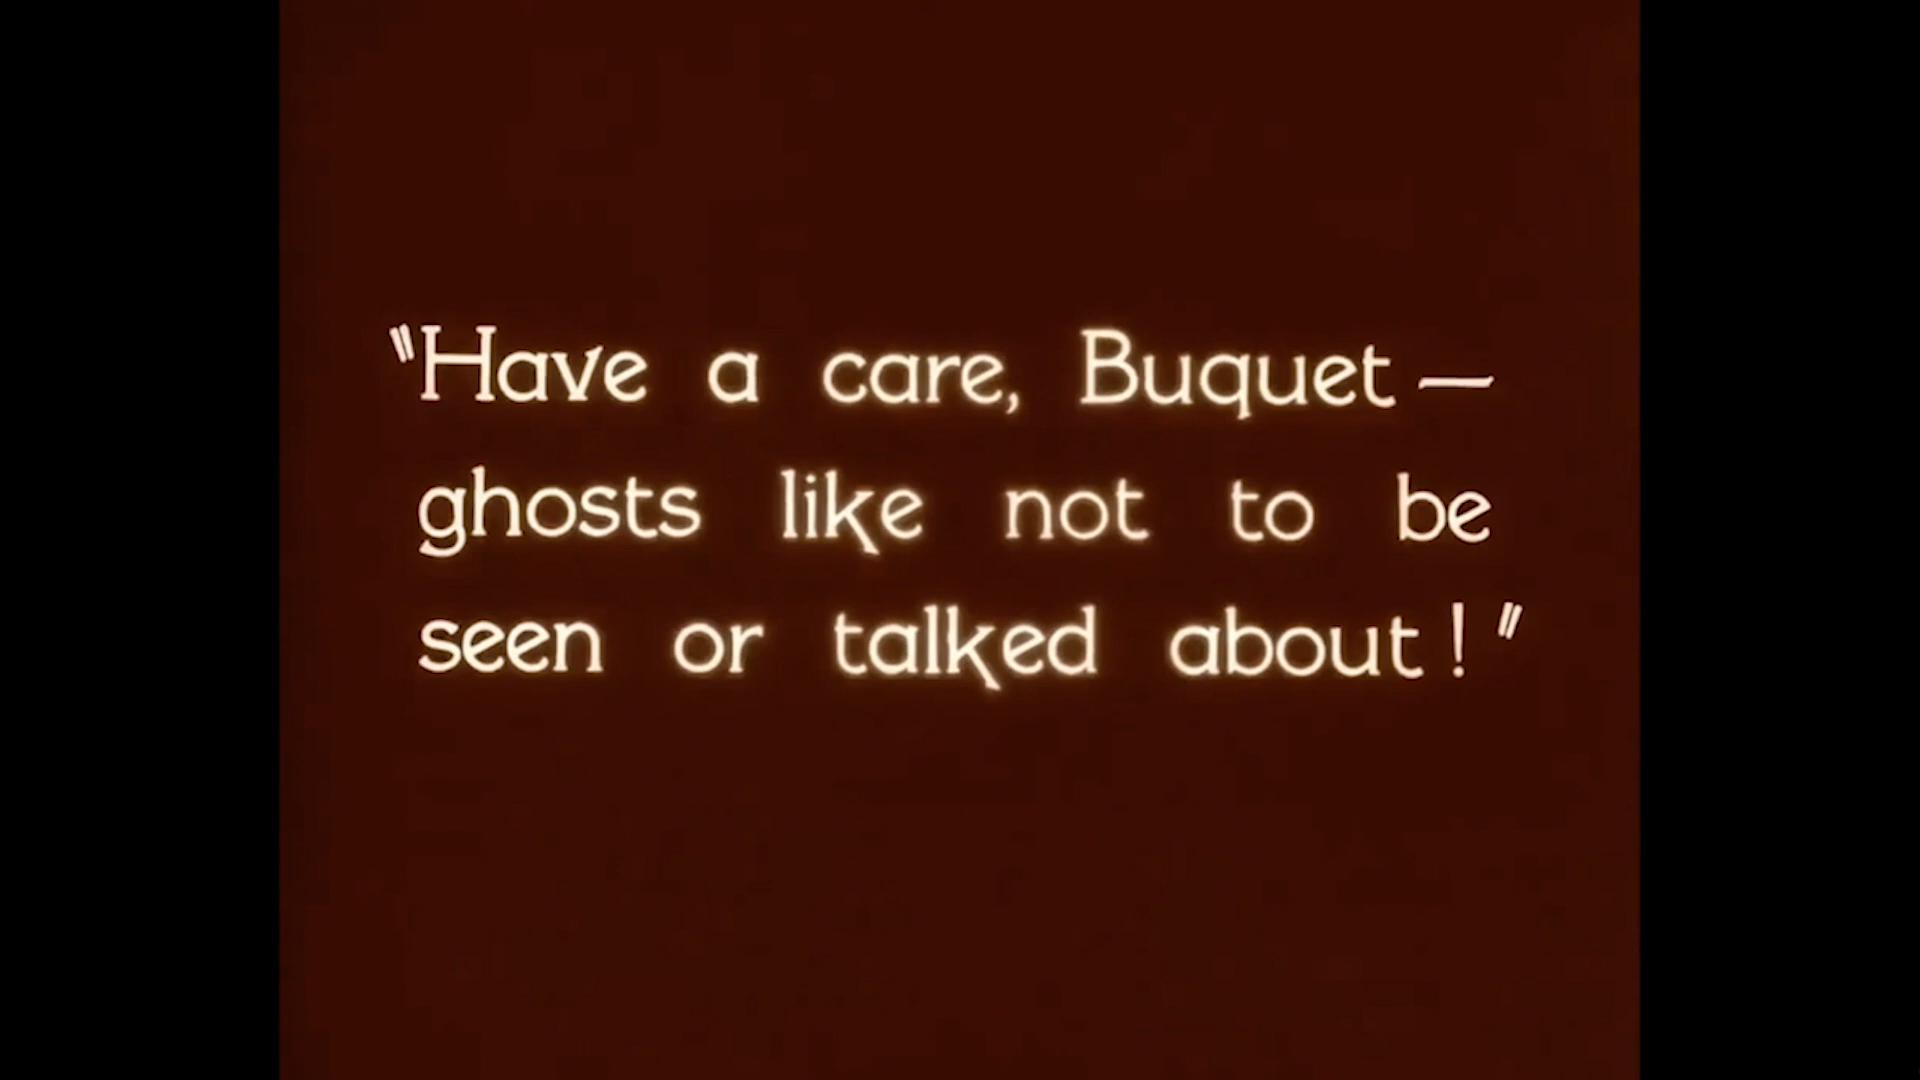 "Have a care, Buquet —
ghosts like not to be
seen or talked about! "